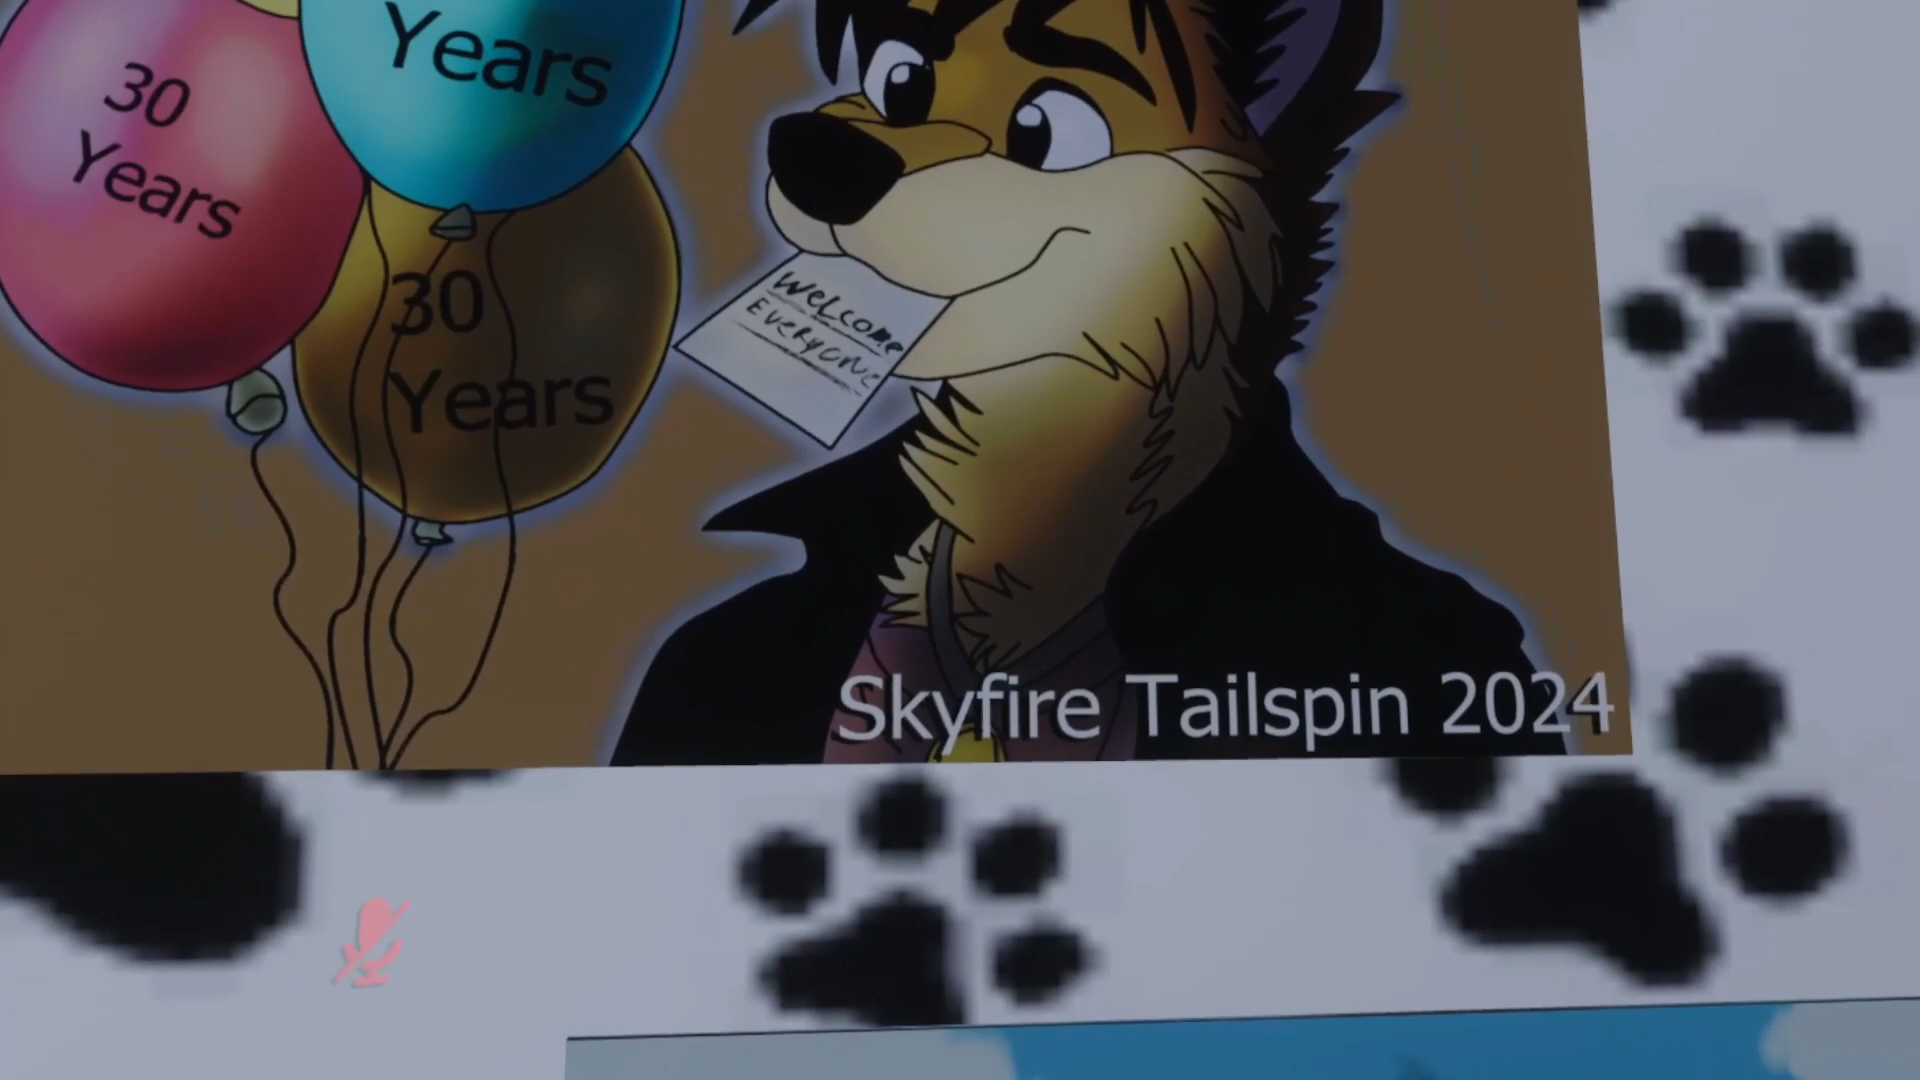 Years
30
Years
30
Years
Welcome
Everyone
Skyfire Tailspin 2024